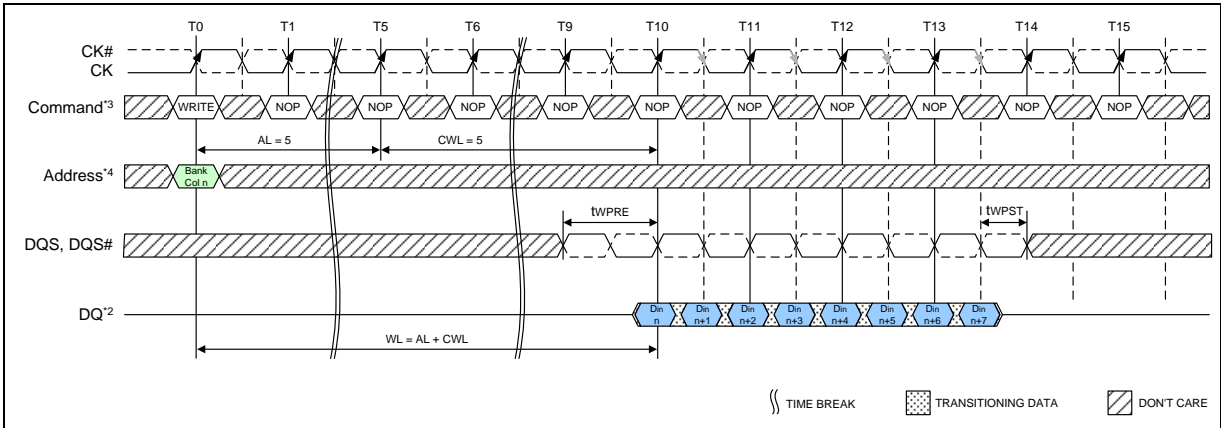 T0 T1 T5 T6 T9 T10 T11 T12 T13 T14 T15
CK#
CK
Command*3 WRITE NOP NOP NOP NOP NOP NOP NOP NOP NOP NOP
AL = 5 CWL = 5
Address*4 Bank
Col n
tWPRE tWPST
DQS, DQS#
DQ*2 Din
n Din
n+1 Din
n+2 Din
n+3 Din
n+4 Din
n+5 Din
n+6 Din
n+7
WL = AL + CWL
TIME BREAK TRANSITIONING DATA DON'T CARE